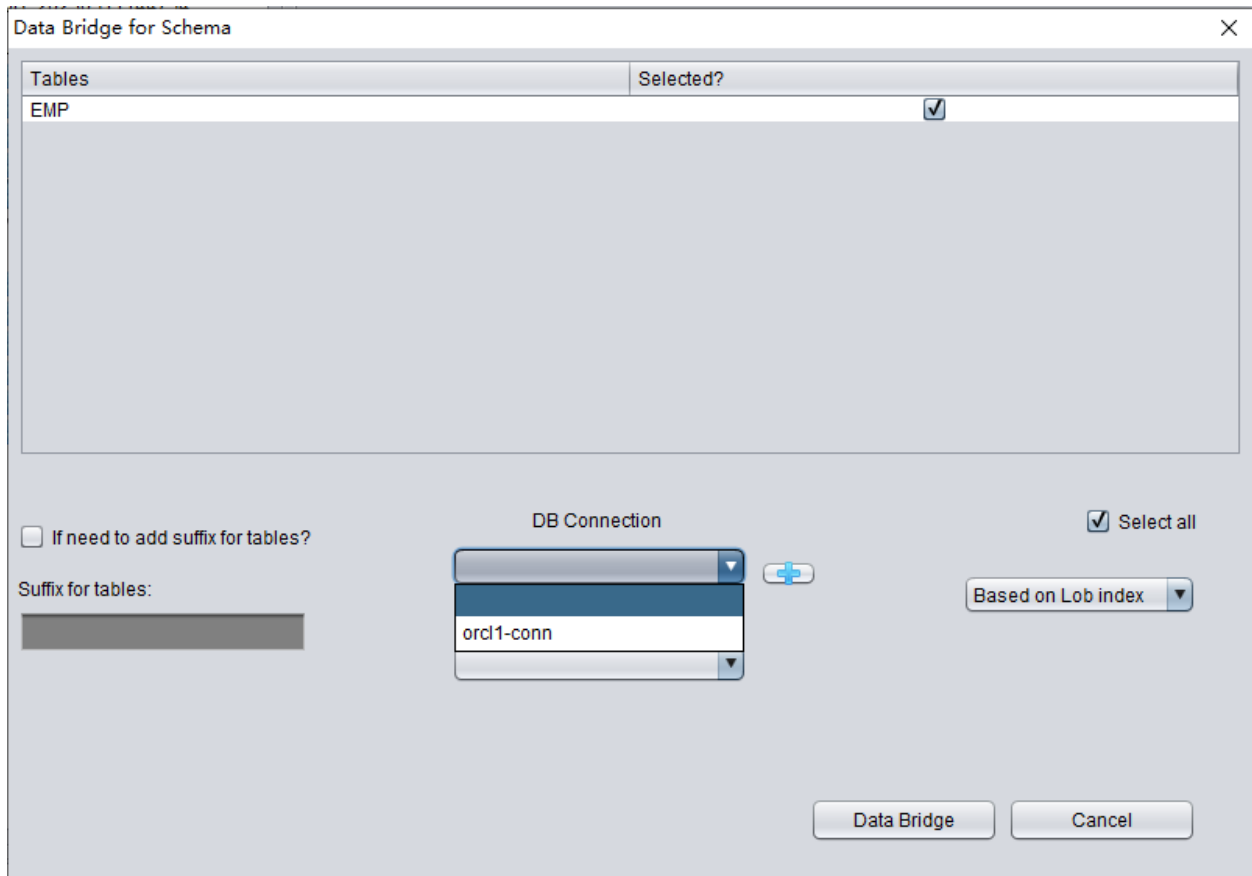 Data Bridge for Schema
Tables Selected?
EMP
If need to add suffix for tables?
DB Connection
Select all
Suffix for tables:
Based on Lob index
orcl1-conn
Data Bridge Cancel